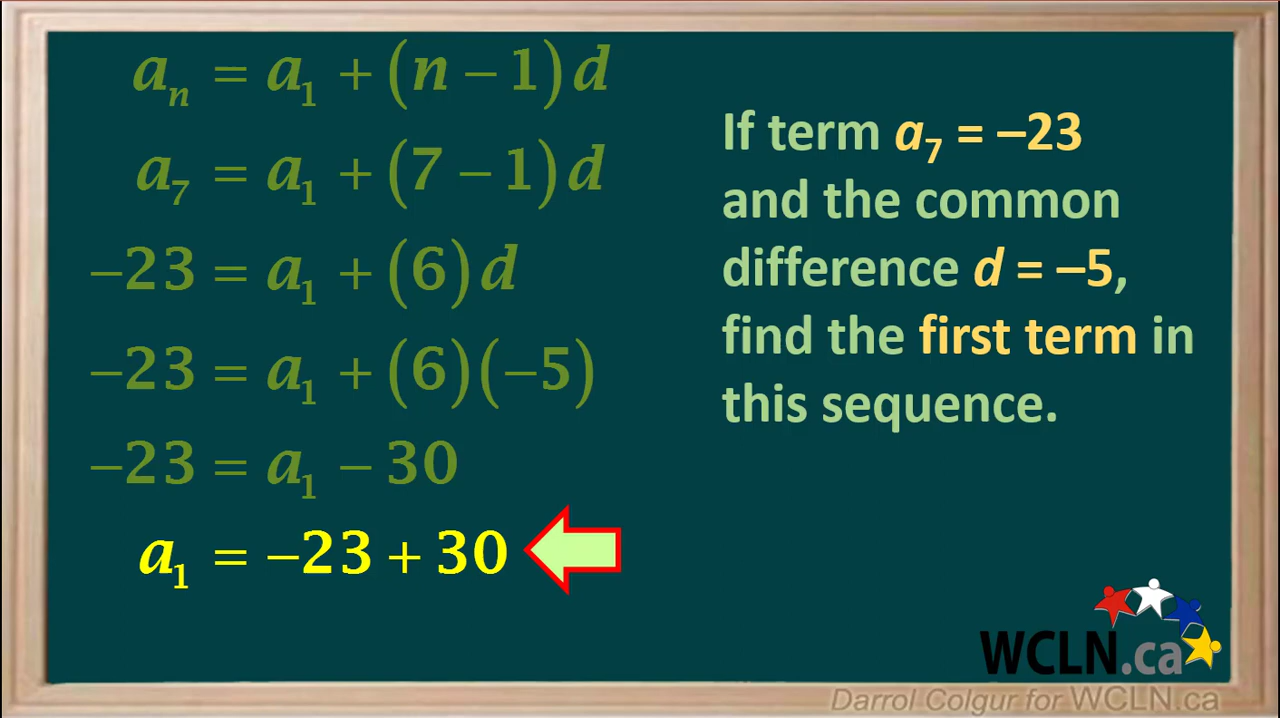 aₙ = a₁ + (n − 1)d
a₇ = a₁ + (7 − 1)d
−23 = a₁ + (6)d
−23 = a₁ + (6)(−5)
−23 = a₁ − 30
a₁ = −23 + 30
If term a₇ = –23
and the common
difference d = –5,
find the first term in
this sequence.
WCLN.ca
Darrol Colgur for WCLN.ca